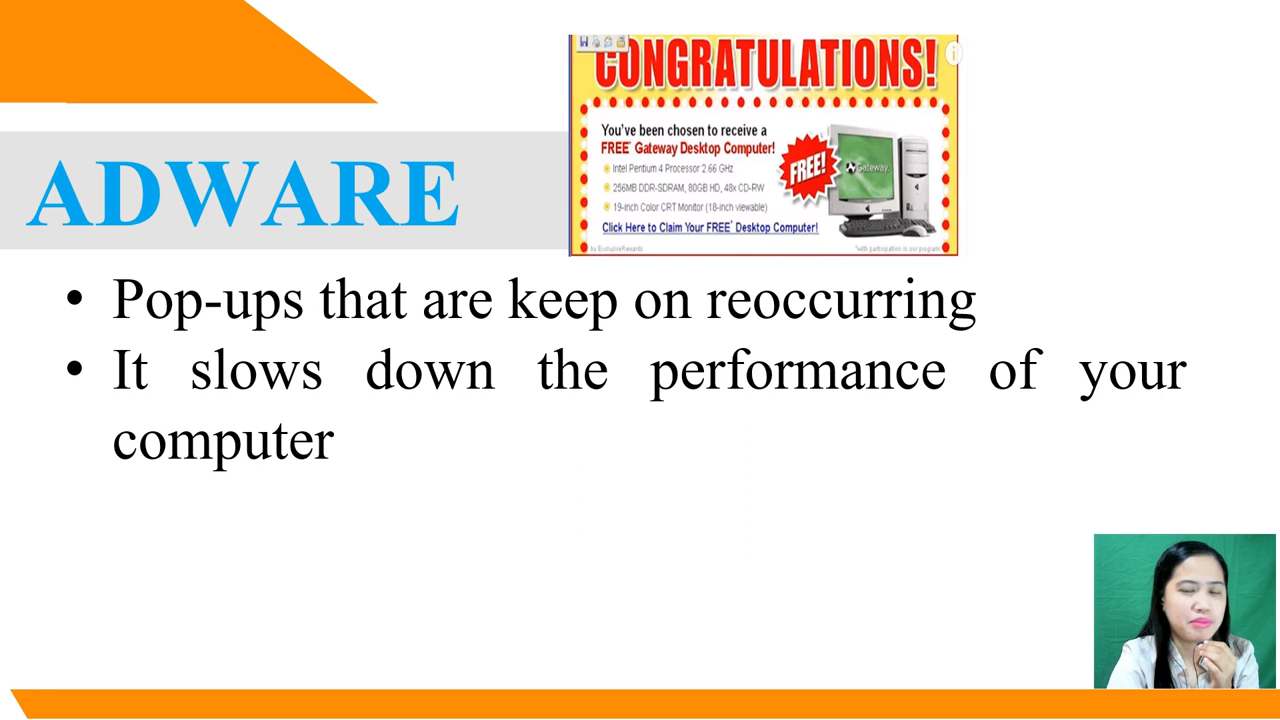 CONGRATULATIONS!
You've been chosen to receive a
FREE* Gateway Desktop Computer!
Intel Pentium 4 Processor 2.66 GHz
256MB DDR-SDRAM, 80GB HD, 48x CD-RW
19-inch Color CRT Monitor (18-inch viewable)
Click Here to Claim Your FREE* Desktop Computer!
by ExclusiveRewards
*with participation in our program
FREE!
Gateway
ADWARE
• Pop-ups that are keep on reoccurring
• It slows down the performance of your
computer